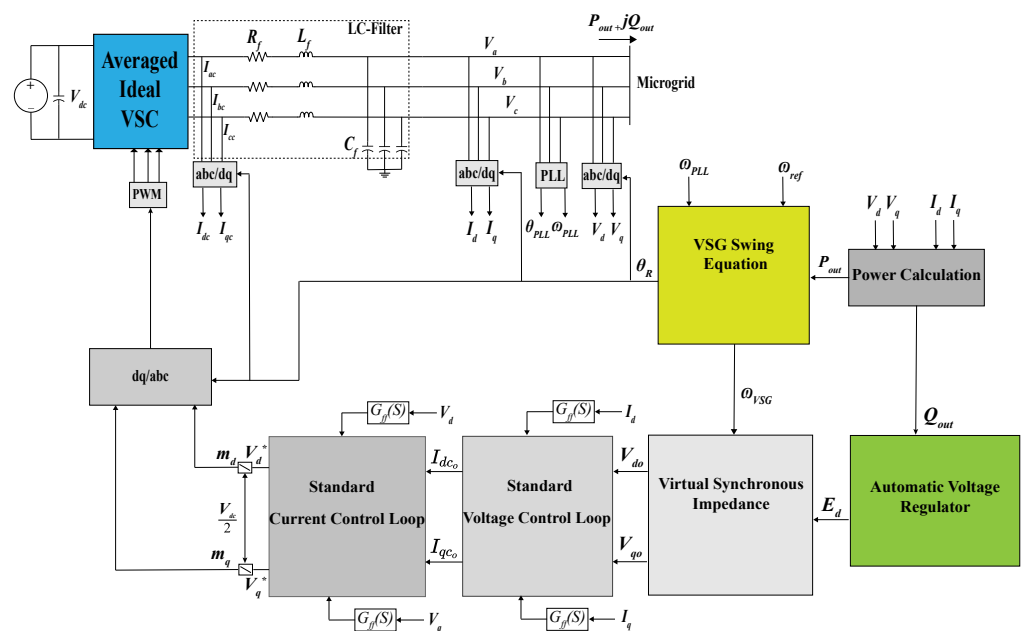 P_out+jQ_out
LC-Filter
R_f
L_f
V_a
Averaged
Ideal
VSC
V_dc
+
−
I_ac
I_bc
I_cc
V_b
V_c
Microgrid
C_f
abc/dq
abc/dq
PLL
abc/dq
PWM
ω_PLL
ω_ref
I_dc
I_qc
I_d
I_q
θ_PLL
ω_PLL
V_d
V_q
V_d
V_q
I_d
I_q
VSG Swing
Equation
θ_R
P_out
Power Calculation
dq/abc
ω_VSG
Q_out
G_ff(S)
V_d
G_ff(S)
I_d
m_d
V_d*
I_dc_o
V_do
Standard
Current Control Loop
Standard
Voltage Control Loop
Virtual Synchronous
Impedance
Automatic Voltage
Regulator
E_d
V_dc
2
I_qc_o
V_qo
m_q
V_q*
G_ff(S)
V_q
G_ff(S)
I_q